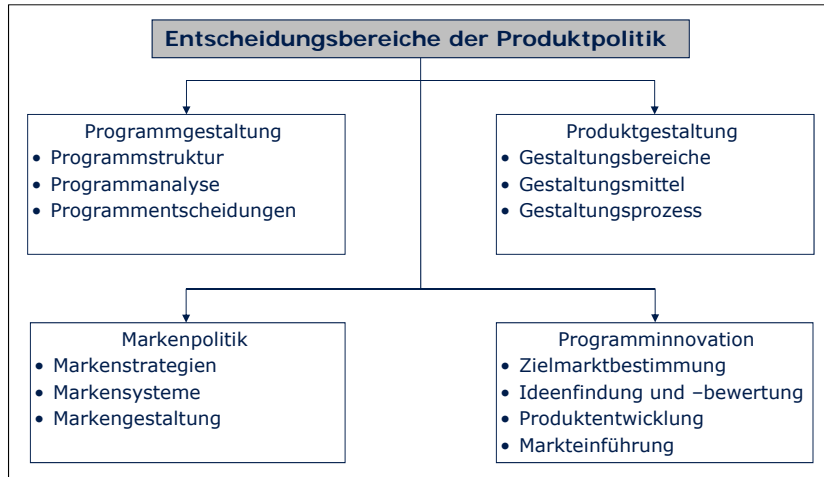 Entscheidungsbereiche der Produktpolitik
Programmgestaltung
• Programmstruktur
• Programmanalyse
• Programmentscheidungen
Produktgestaltung
• Gestaltungsbereiche
• Gestaltungsmittel
• Gestaltungsprozess
Markenpolitik
• Markenstrategien
• Markensysteme
• Markengestaltung
Programminnovation
• Zielmarktbestimmung
• Ideenfindung und –bewertung
• Produktentwicklung
• Markteinführung